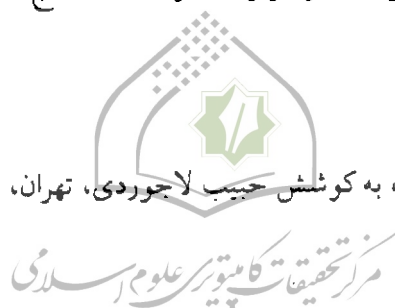 ه به کوشش حبیب لاجوردی، تهران،
مرکز تحقیقات کامپیوتری علوم اسلامی